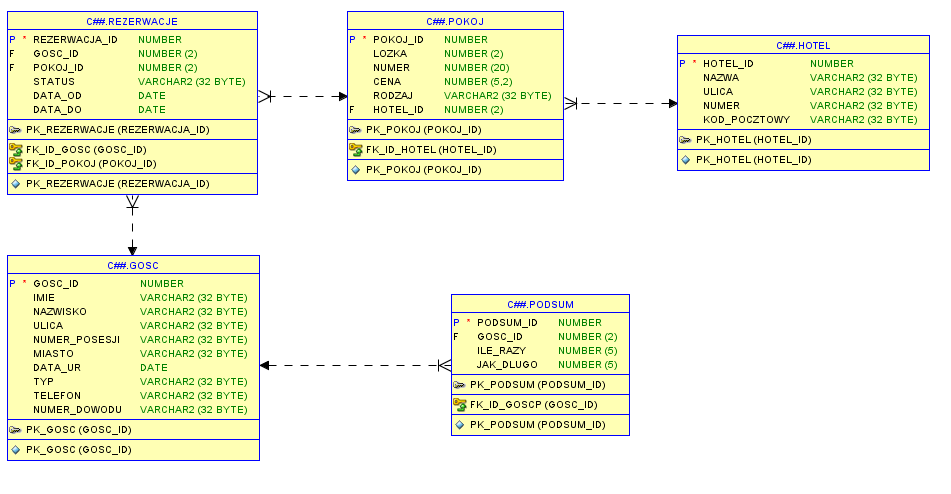 C##.REZERWACJE
P * REZERWACJA_ID NUMBER
F GOSC_ID NUMBER (2)
F POKOJ_ID NUMBER (2)
STATUS VARCHAR2 (32 BYTE)
DATA_OD DATE
DATA_DO DATE
PK_REZERWACJE (REZERWACJA_ID)
FK_ID_GOSC (GOSC_ID)
FK_ID_POKOJ (POKOJ_ID)
PK_REZERWACJE (REZERWACJA_ID)
C##.POKOJ
P * POKOJ_ID NUMBER
LOZKA NUMBER (2)
NUMER NUMBER (20)
CENA NUMBER (5,2)
RODZAJ VARCHAR2 (32 BYTE)
F HOTEL_ID NUMBER (2)
PK_POKOJ (POKOJ_ID)
FK_ID_HOTEL (HOTEL_ID)
PK_POKOJ (POKOJ_ID)
C##.HOTEL
P * HOTEL_ID NUMBER
NAZWA VARCHAR2 (32 BYTE)
ULICA VARCHAR2 (32 BYTE)
NUMER VARCHAR2 (32 BYTE)
KOD_POCZTOWY VARCHAR2 (32 BYTE)
PK_HOTEL (HOTEL_ID)
PK_HOTEL (HOTEL_ID)
C##.GOSC
P * GOSC_ID NUMBER
IMIE VARCHAR2 (32 BYTE)
NAZWISKO VARCHAR2 (32 BYTE)
ULICA VARCHAR2 (32 BYTE)
NUMER_POSESJI VARCHAR2 (32 BYTE)
MIASTO VARCHAR2 (32 BYTE)
DATA_UR DATE
TYP VARCHAR2 (32 BYTE)
TELEFON VARCHAR2 (32 BYTE)
NUMER_DOWODU VARCHAR2 (32 BYTE)
PK_GOSC (GOSC_ID)
PK_GOSC (GOSC_ID)
C##.PODSUM
P * PODSUM_ID NUMBER
F GOSC_ID NUMBER (2)
ILE_RAZY NUMBER (5)
JAK_DLUGO NUMBER (5)
PK_PODSUM (PODSUM_ID)
FK_ID_GOSCP (GOSC_ID)
PK_PODSUM (PODSUM_ID)